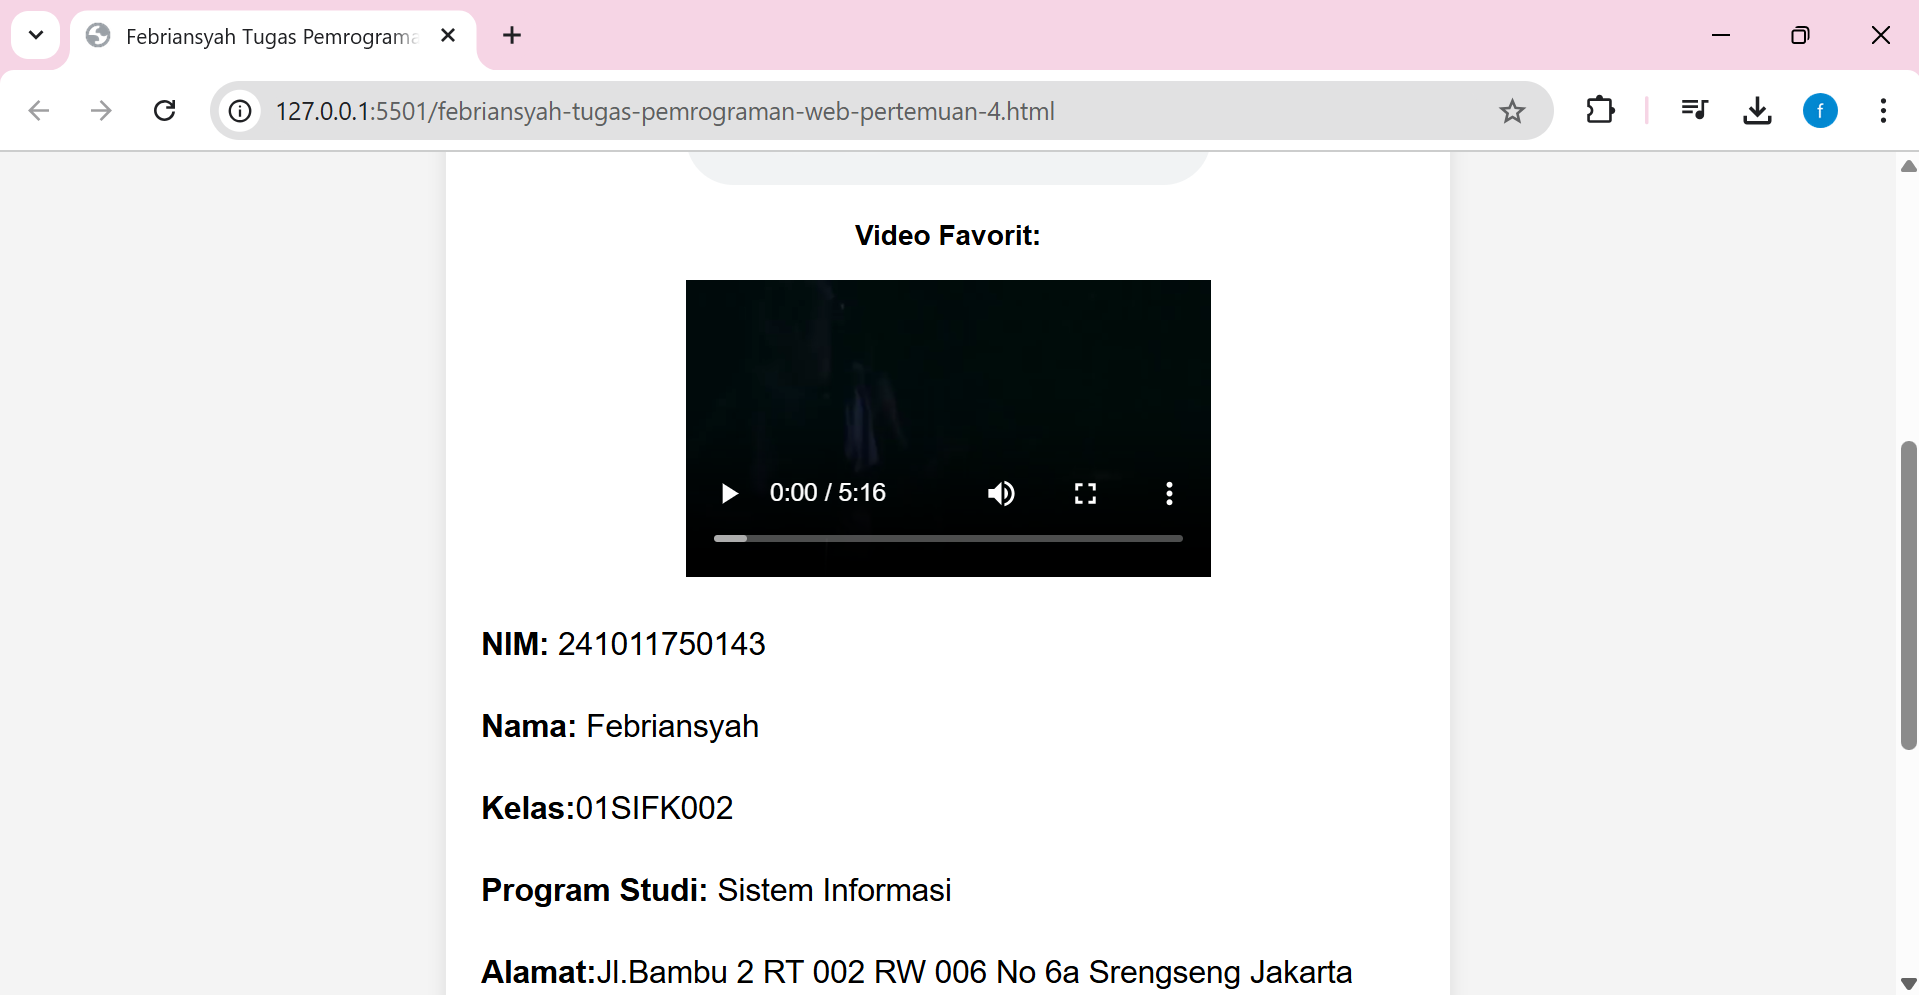 Febriansyah Tugas Pemrograma
127.0.0.1:5501/febriansyah-tugas-pemrograman-web-pertemuan-4.html
f
Video Favorit:
0:00 / 5:16
NIM: 241011750143
Nama: Febriansyah
Kelas:01SIFK002
Program Studi: Sistem Informasi
Alamat:Jl.Bambu 2 RT 002 RW 006 No 6a Srengseng Jakarta